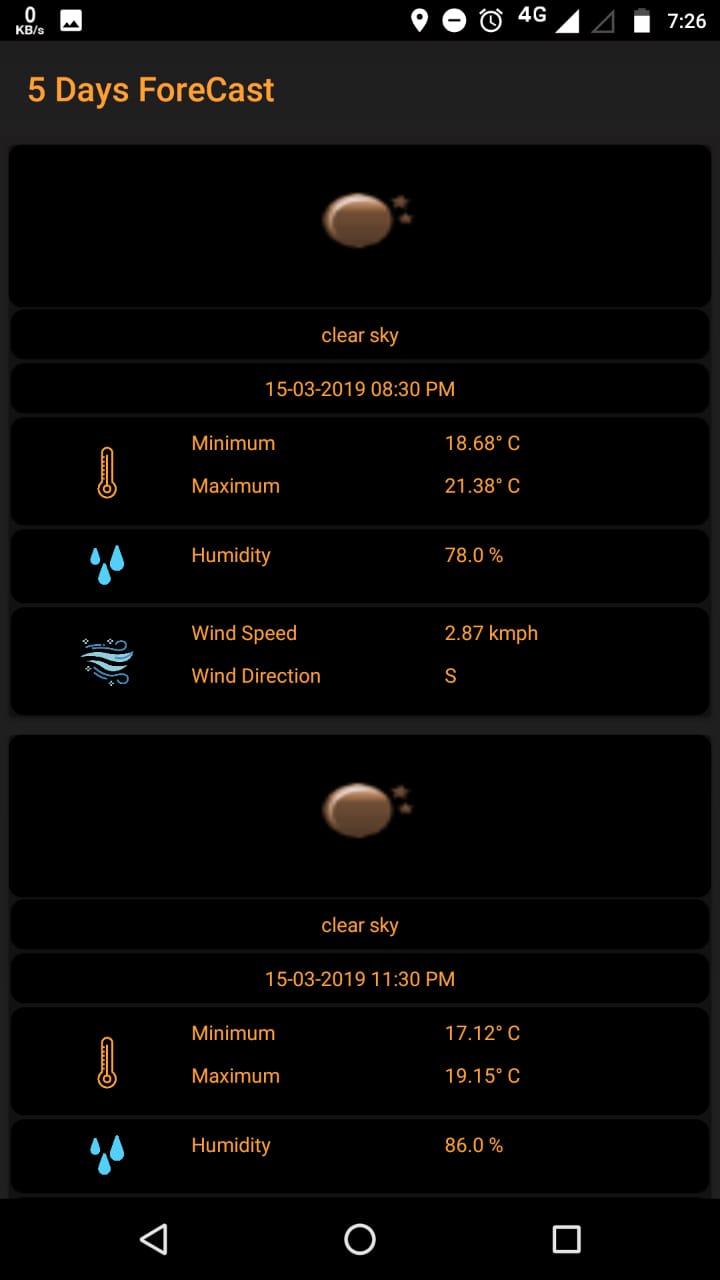 0
KB/s
4G
7:26
5 Days ForeCast
clear sky
15-03-2019 08:30 PM
Minimum 18.68° C
Maximum 21.38° C
Humidity 78.0 %
Wind Speed 2.87 kmph
Wind Direction S
clear sky
15-03-2019 11:30 PM
Minimum 17.12° C
Maximum 19.15° C
Humidity 86.0 %